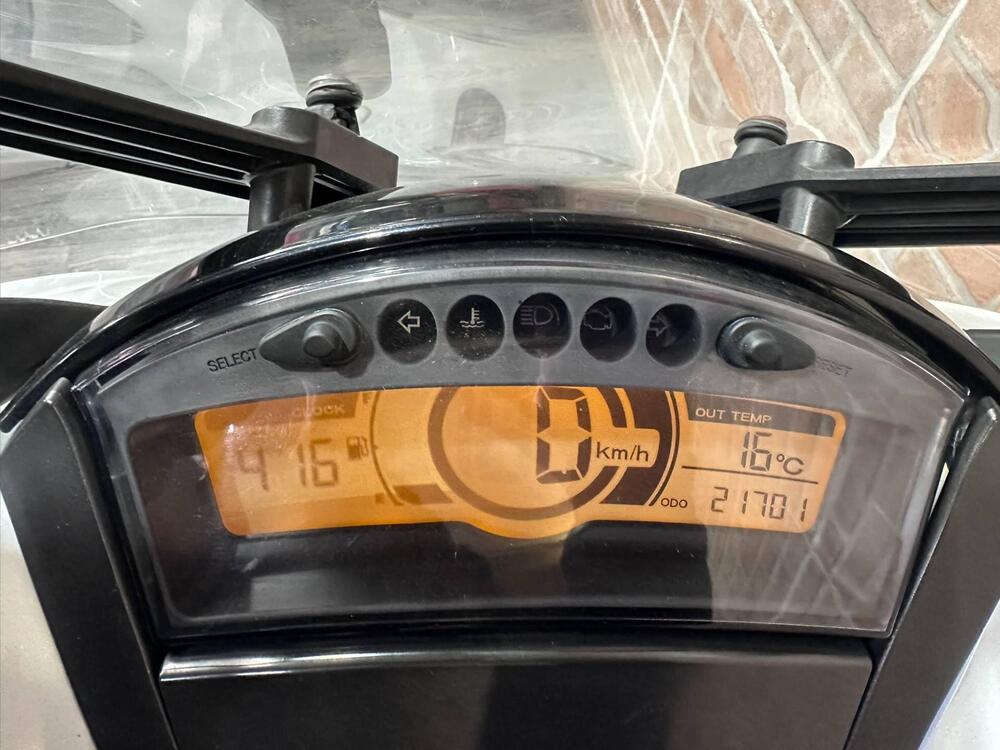 SELECT
RESET
CLOCK
F
OUT TEMP
4 16
0
km/h
16°C
E
ODO
21701